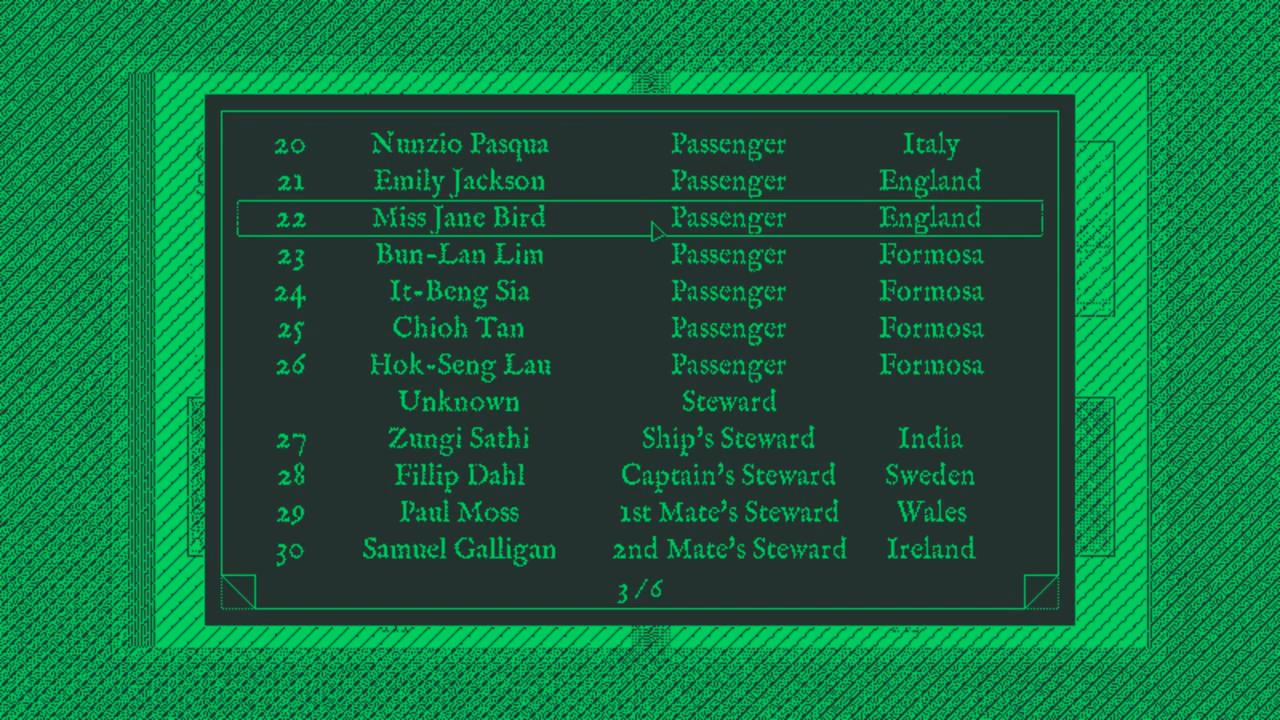 20 Nunzio Pasqua Passenger Italy
21 Emily Jackson Passenger England
22 Miss Jane Bird Passenger England
23 Bun-Lan Lim Passenger Formosa
24 It-Beng Sia Passenger Formosa
25 Chioh Tan Passenger Formosa
26 Hok-Seng Lau Passenger Formosa
Unknown Steward
27 Zungi Sathi Ship's Steward India
28 Fillip Dahl Captain's Steward Sweden
29 Paul Moss 1st Mate's Steward Wales
30 Samuel Galligan 2nd Mate's Steward Ireland
3/6